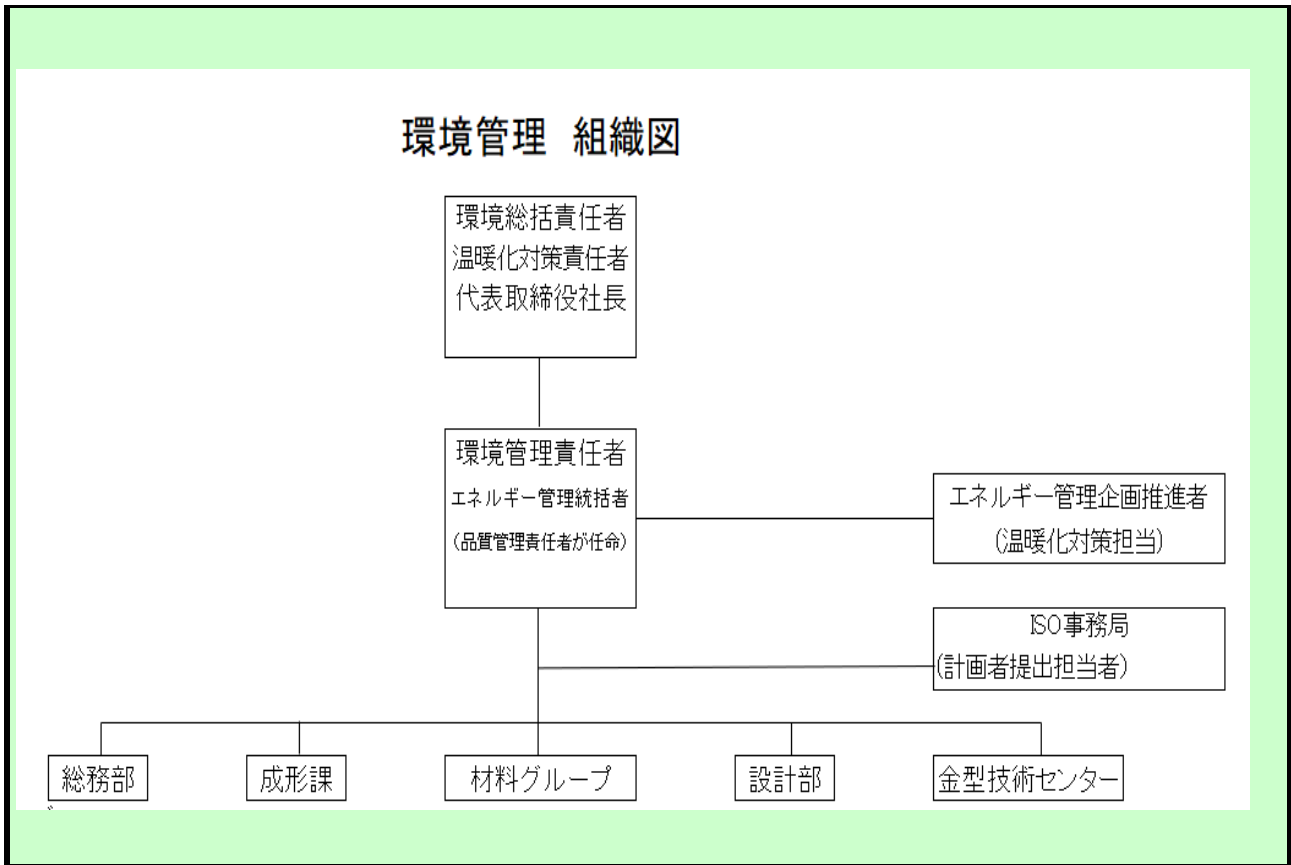 環境管理 組織図
環境総括責任者
温暖化対策責任者
代表取締役社長
環境管理責任者
エネルギー管理統括者
(品質管理責任者が任命)
エネルギー管理企画推進者
(温暖化対策担当)
ISO事務局
(計画者提出担当者)
総務部
成形課
材料グループ
設計部
金型技術センター